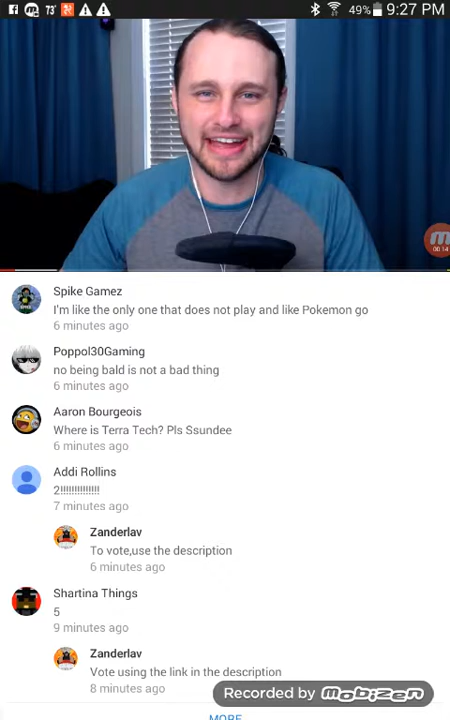 73°
49% 9:27 PM
00:14
Spike Gamez
I'm like the only one that does not play and like Pokemon go
6 minutes ago
Poppol30Gaming
no being bald is not a bad thing
6 minutes ago
Aaron Bourgeois
Where is Terra Tech? Pls Ssundee
6 minutes ago
Addi Rollins
2!!!!!!!!!!!!!!
7 minutes ago
Zanderlav
To vote,use the description
6 minutes ago
Shartina Things
5
9 minutes ago
Zanderlav
Vote using the link in the description
8 minutes ago
Recorded by mobizen
MORE